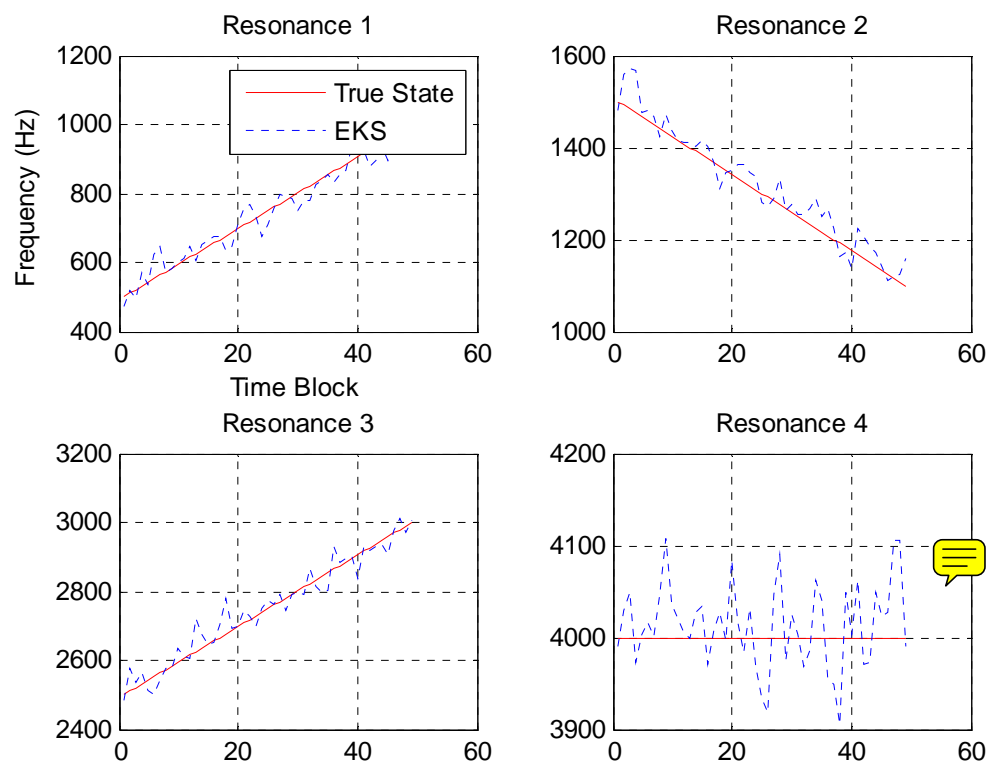 Resonance 1
1200
1000
800
600
400
0 20 40 60
Frequency (Hz)
Time Block
True State
EKS
Resonance 2
1600
1400
1200
1000
0 20 40 60
Resonance 3
3200
3000
2800
2600
2400
0 20 40 60
Resonance 4
4200
4100
4000
3900
0 20 40 60